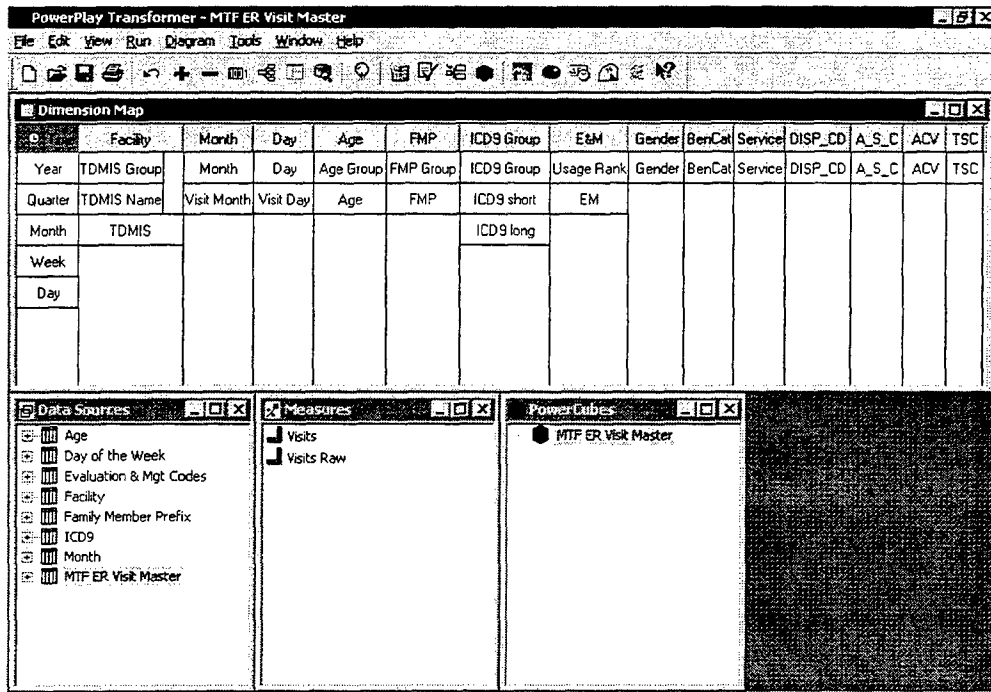 PowerPlay Transformer - MTF ER Visit Master
File Edit View Run Diagram Tools Window Help
Dimension Map
Facility Month Day Age FMP ICD9 Group E&M Gender BenCat Service DISP_CD A_S_C ACV TSC
Year TDMIS Group Month Day Age Group FMP Group ICD9 Group Usage Rank Gender BenCat Service DISP_CD A_S_C ACV TSC
Quarter TDMIS Name Visit Month Visit Day Age FMP ICD9 short EM
Month TDMIS ICD9 long
Week
Day
Data Sources
Age
Day of the Week
Evaluation & Mgt Codes
Facility
Family Member Prefix
ICD9
Month
MTF ER Visit Master
Measures
Visits
Visits Raw
PowerCubes
MTF ER Visit Master